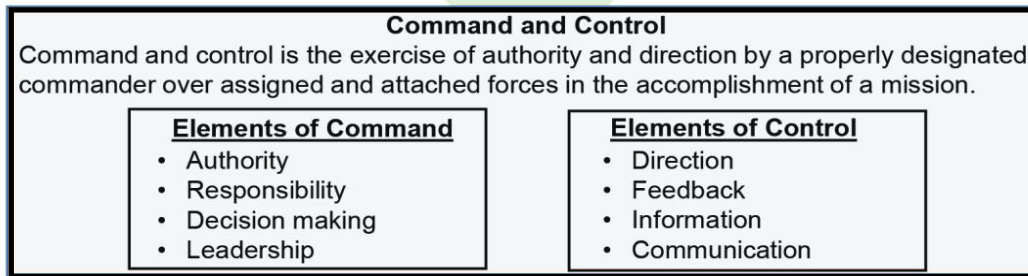 Command and Control
Command and control is the exercise of authority and direction by a properly designated
commander over assigned and attached forces in the accomplishment of a mission.
Elements of Command
• Authority
• Responsibility
• Decision making
• Leadership
Elements of Control
• Direction
• Feedback
• Information
• Communication